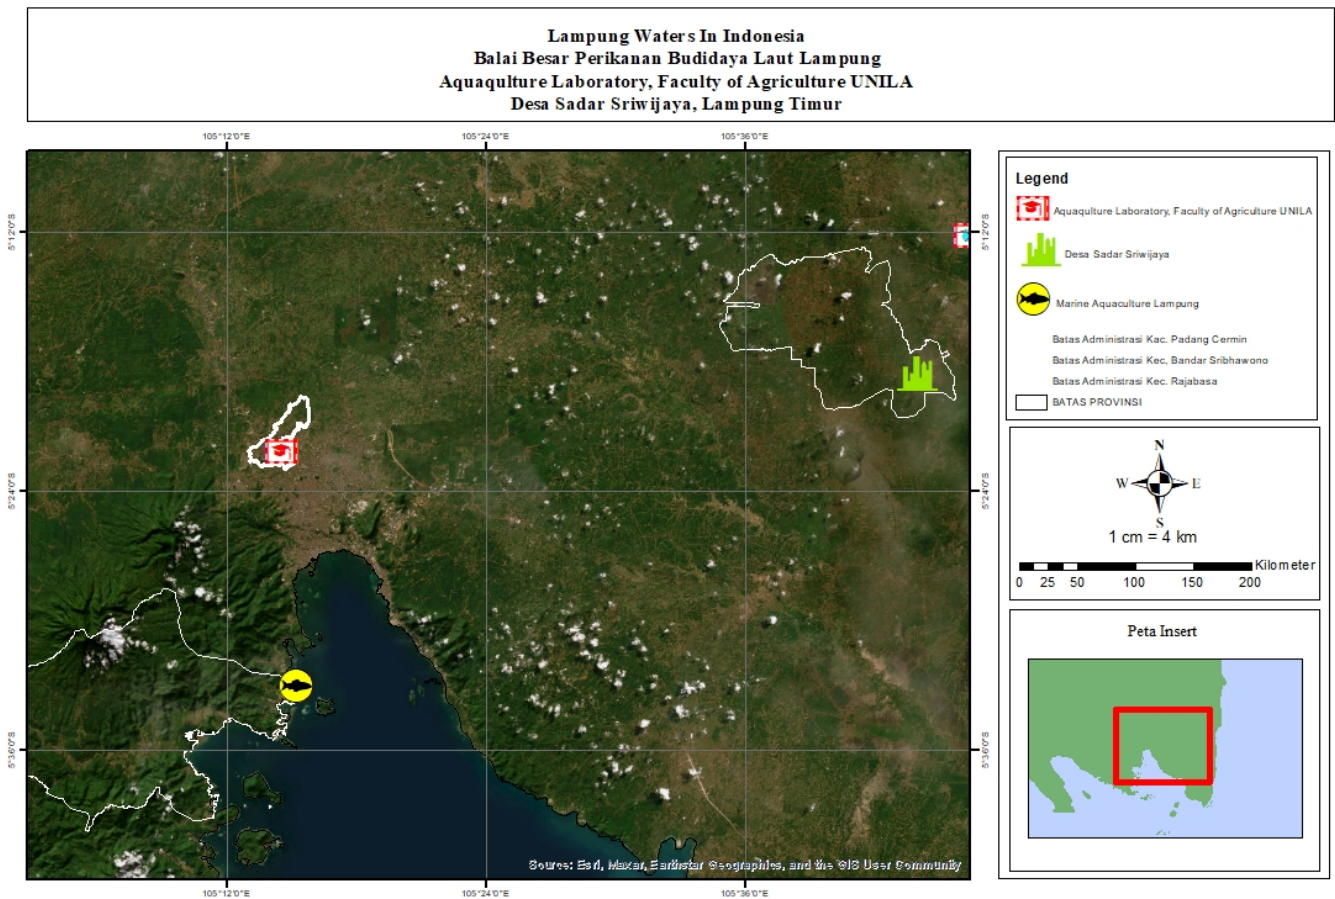 Lampung Waters In Indonesia
Balai Besar Perikanan Budidaya Laut Lampung
Aquaqulture Laboratory, Faculty of Agriculture UNILA
Desa Sadar Sriwijaya, Lampung Timur
105°12'0"E 105°24'0"E 105°36'0"E
5°12'0"S 5°12'0"S
5°24'0"S 5°24'0"S
5°36'0"S 5°36'0"S
Source: Esri, Maxar, Earthstar Geographics, and the GIS User Community
105°12'0"E 105°24'0"E 105°36'0"E
Legend
Aquaqulture Laboratory, Faculty of Agriculture UNILA
Desa Sadar Sriwijaya
Marine Aquaculture Lampung
Batas Administrasi Kac. Padang Cermin
Batas Administrasi Kec, Bandar Sribhawono
Batas Administrasi Kec. Rajabasa
BATAS PROVINSI
N
W E
S
1 cm = 4 km
Kilometer
0 25 50 100 150 200
Peta Insert